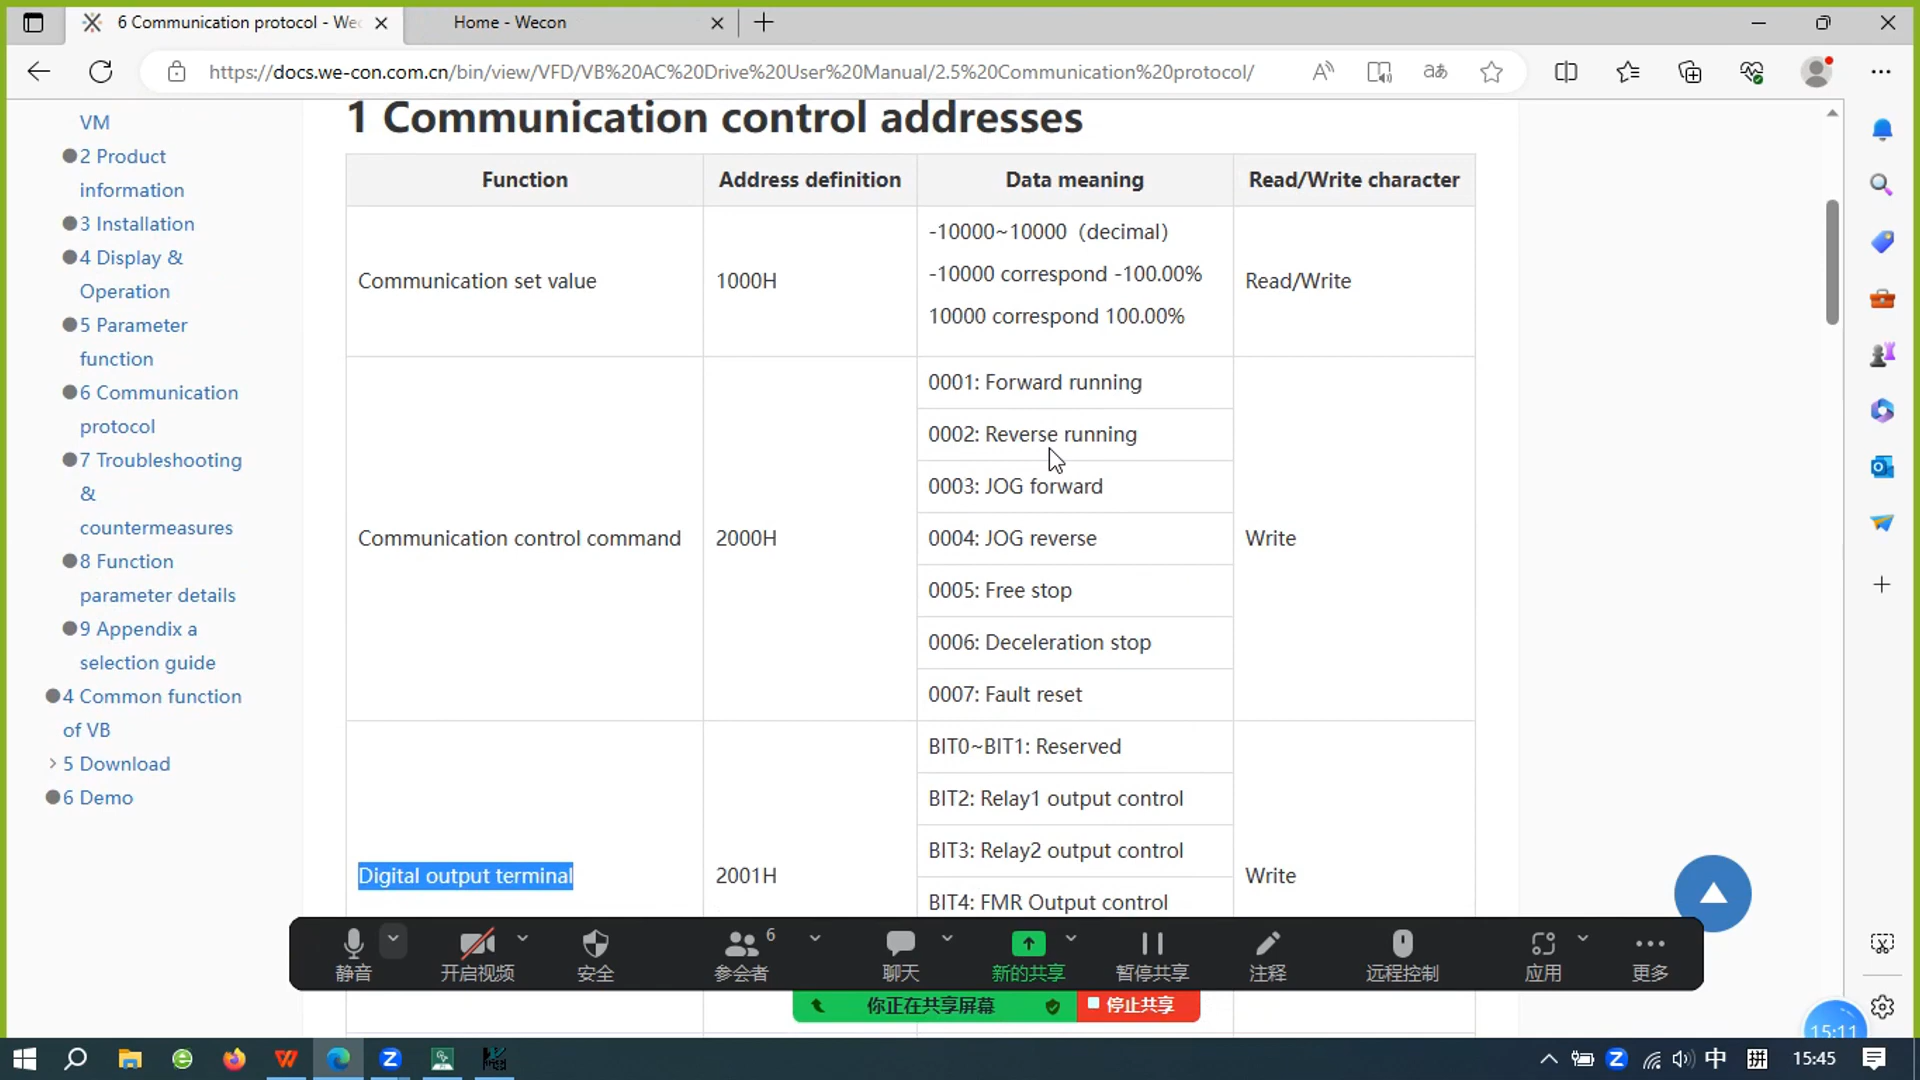 6 Communication protocol - Wec
Home - Wecon
https://docs.we-con.com.cn/bin/view/VFD/VB%20AC%20Drive%20User%20Manual/2.5%20Communication%20protocol/
VM
2 Product
information
3 Installation
4 Display &
Operation
5 Parameter
function
6 Communication
protocol
7 Troubleshooting
&
countermeasures
8 Function
parameter details
9 Appendix a
selection guide
4 Common function
of VB
5 Download
6 Demo
1 Communication control addresses
Function
Address definition
Data meaning
Read/Write character
Communication set value
1000H
-10000~10000（decimal）
-10000 correspond -100.00%
10000 correspond 100.00%
Read/Write
Communication control command
2000H
0001: Forward running
0002: Reverse running
0003: JOG forward
0004: JOG reverse
0005: Free stop
0006: Deceleration stop
0007: Fault reset
Write
Digital output terminal
2001H
BIT0~BIT1: Reserved
BIT2: Relay1 output control
BIT3: Relay2 output control
BIT4: FMR Output control
Write
静音
开启视频
安全
6
参会者
聊天
新的共享
暂停共享
注释
远程控制
应用
更多
你正在共享屏幕
停止共享
15:11
中
拼
15:45